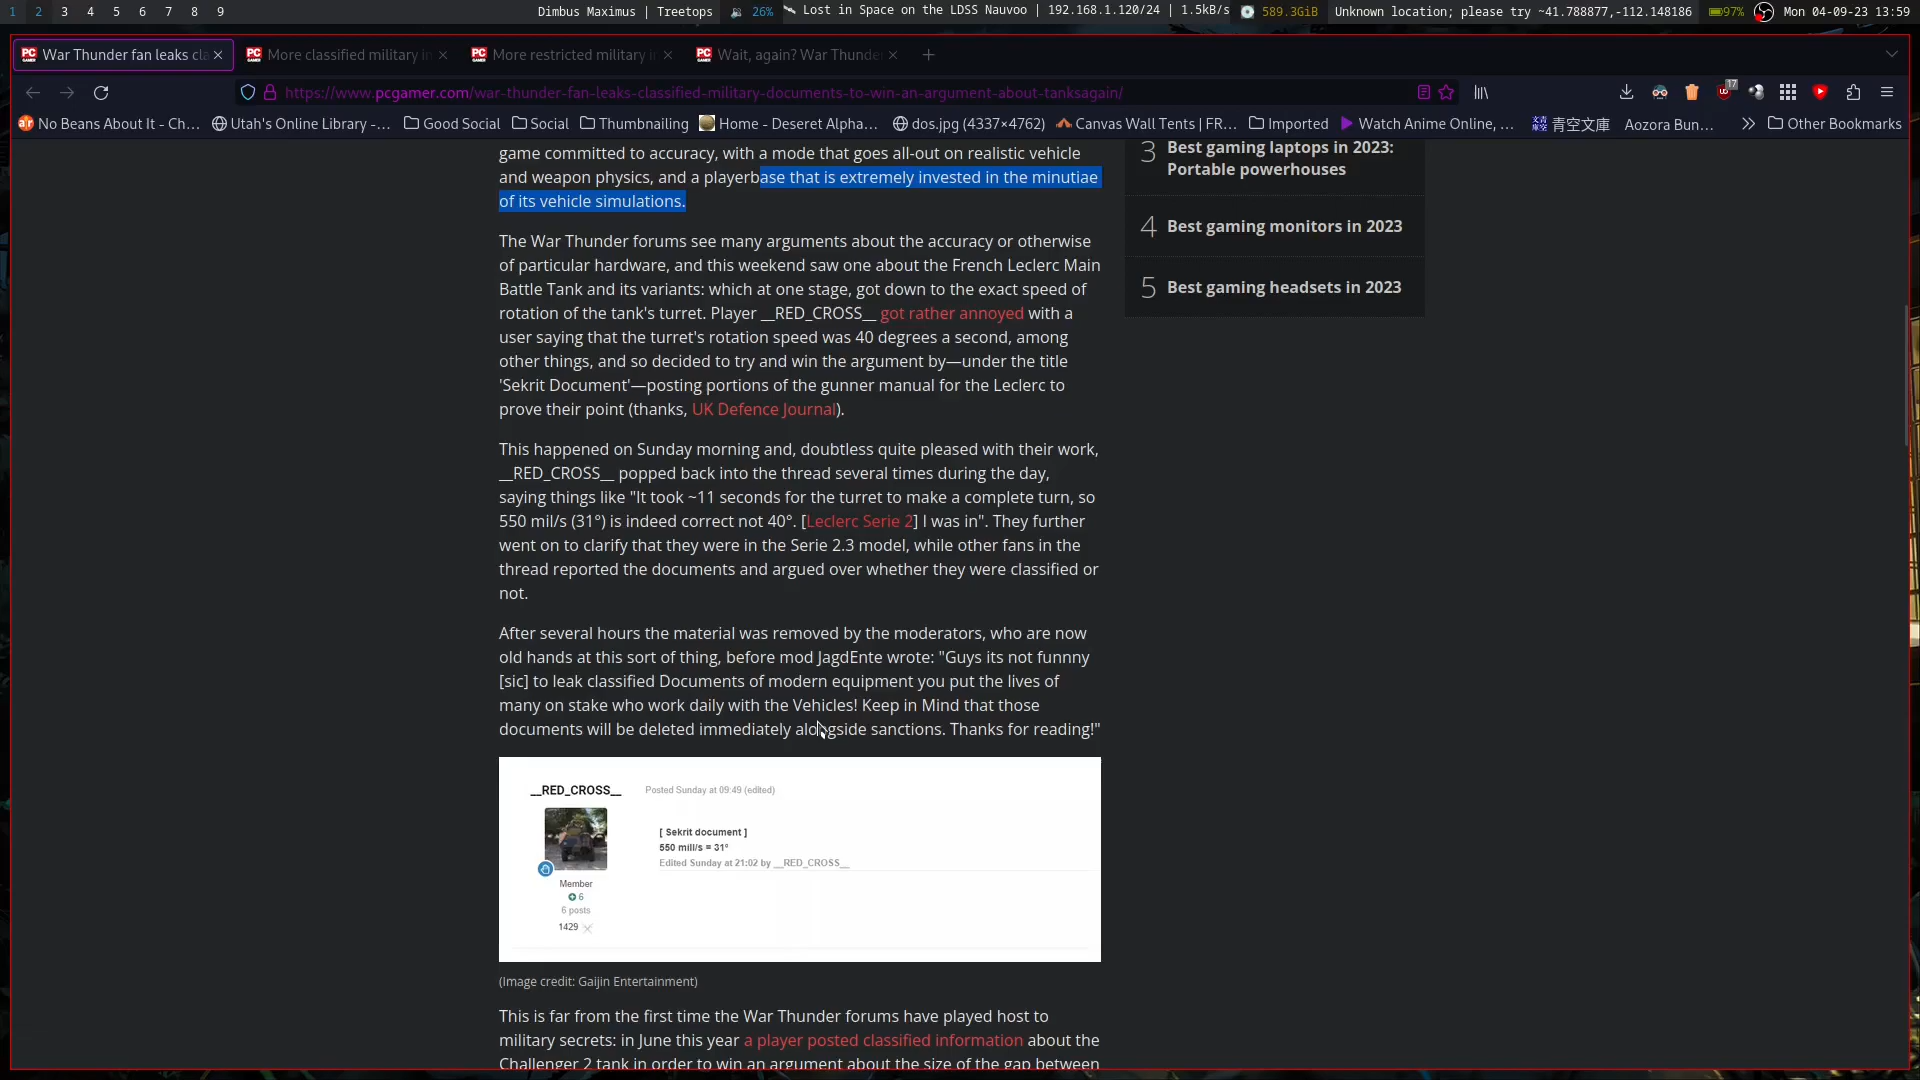 1 2 3 4 5 6 7 8 9
Dimbus Maximus | Treetops 26% Lost in Space on the LDSS Nauvoo | 192.168.1.120/24 | 1.5kB/s 589.3GiB Unknown location; please try ~41.788877,-112.148186 97% Mon 04-09-23 13:59
War Thunder fan leaks cla
More classified military in
More restricted military i
Wait, again? War Thunde
https://www.pcgamer.com/war-thunder-fan-leaks-classified-military-documents-to-win-an-argument-about-tanksagain/
17
No Beans About It - Ch... Utah's Online Library -... Good Social Social Thumbnailing Home - Deseret Alpha... dos.jpg (4337×4762) Canvas Wall Tents | FR... Imported Watch Anime Online, ... 青空文庫 Aozora Bun... Other Bookmarks
game committed to accuracy, with a mode that goes all-out on realistic vehicle
and weapon physics, and a playerbase that is extremely invested in the minutiae
of its vehicle simulations.
The War Thunder forums see many arguments about the accuracy or otherwise
of particular hardware, and this weekend saw one about the French Leclerc Main
Battle Tank and its variants: which at one stage, got down to the exact speed of
rotation of the tank's turret. Player __RED_CROSS__ got rather annoyed with a
user saying that the turret's rotation speed was 40 degrees a second, among
other things, and so decided to try and win the argument by—under the title
'Sekrit Document'—posting portions of the gunner manual for the Leclerc to
prove their point (thanks, UK Defence Journal).
This happened on Sunday morning and, doubtless quite pleased with their work,
__RED_CROSS__ popped back into the thread several times during the day,
saying things like "It took ~11 seconds for the turret to make a complete turn, so
550 mil/s (31°) is indeed correct not 40°. [Leclerc Serie 2] I was in". They further
went on to clarify that they were in the Serie 2.3 model, while other fans in the
thread reported the documents and argued over whether they were classified or
not.
After several hours the material was removed by the moderators, who are now
old hands at this sort of thing, before mod JagdEnte wrote: "Guys its not funnny
[sic] to leak classified Documents of modern equipment you put the lives of
many on stake who work daily with the Vehicles! Keep in Mind that those
documents will be deleted immediately alongside sanctions. Thanks for reading!"
__RED_CROSS__
Posted Sunday at 09:49 (edited)
[ Sekrit document ]
550 mill/s = 31°
Edited Sunday at 21:02 by __RED_CROSS__
Member
6
6 posts
1429
(Image credit: Gaijin Entertainment)
This is far from the first time the War Thunder forums have played host to
military secrets: in June this year a player posted classified information about the
Challenger 2 tank in order to win an argument about the size of the gap between
3 Best gaming laptops in 2023:
Portable powerhouses
4 Best gaming monitors in 2023
5 Best gaming headsets in 2023